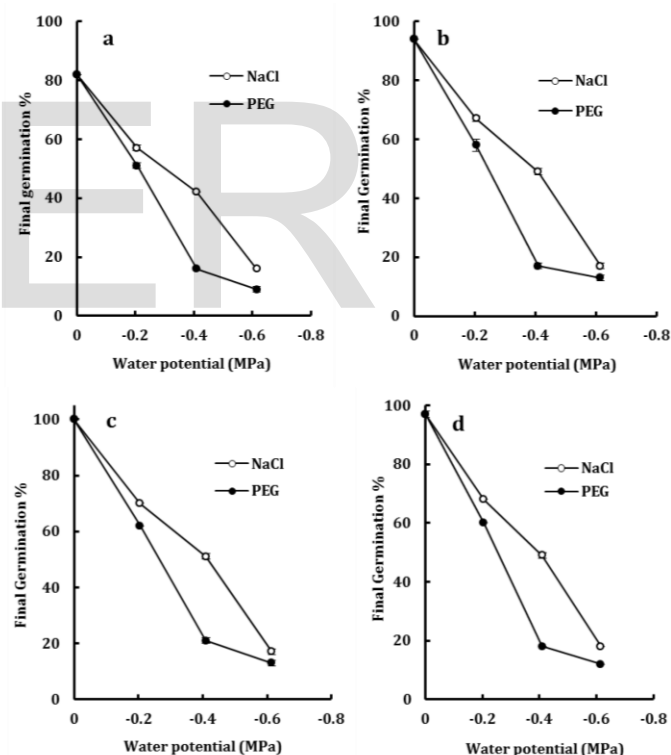 a
NaCl
PEG
Final germination %
100
80
60
40
20
0
0 -0.2 -0.4 -0.6 -0.8
Water potential (MPa)
b
NaCl
PEG
Final Germination %
100
80
60
40
20
0
0 -0.2 -0.4 -0.6 -0.8
Water potential (MPa)
c
NaCl
PEG
Final Germination %
100
80
60
40
20
0
0 -0.2 -0.4 -0.6 -0.8
Water potential (MPa)
d
NaCl
PEG
Final Germination %
100
80
60
40
20
0
0 -0.2 -0.4 -0.6 -0.8
Water potential (MPa)
ER